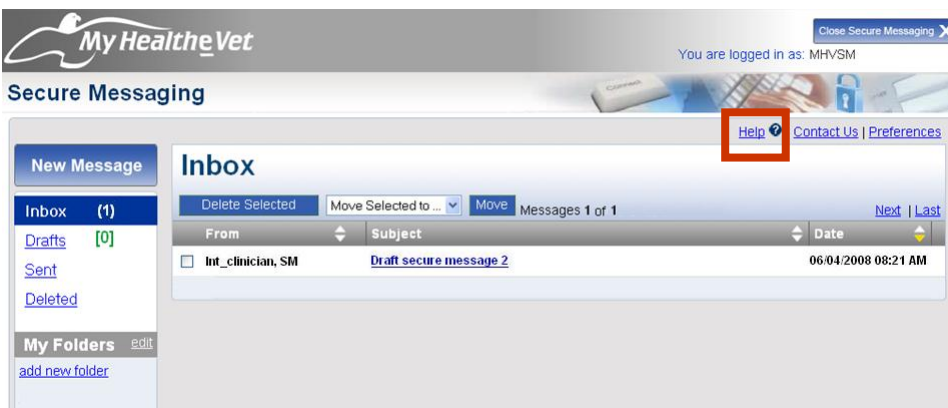 My HealtheVet
Close Secure Messaging X
You are logged in as: MHVSM
Secure Messaging
Connect
Help ? Contact Us | Preferences
New Message
Inbox
Delete Selected Move Selected to ... Move Messages 1 of 1 Next | Last
Inbox (1)
From Subject Date
Drafts [0]
Int_clinician, SM Draft secure message 2 06/04/2008 08:21 AM
Sent
Deleted
My Folders edit
add new folder